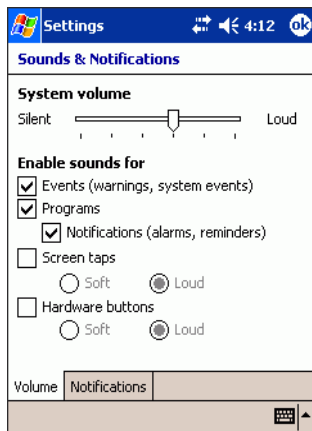 Settings 4:12 ok
Sounds & Notifications
System volume
Silent Loud
Enable sounds for
Events (warnings, system events)
Programs
Notifications (alarms, reminders)
Screen taps
Soft Loud
Hardware buttons
Soft Loud
Volume Notifications